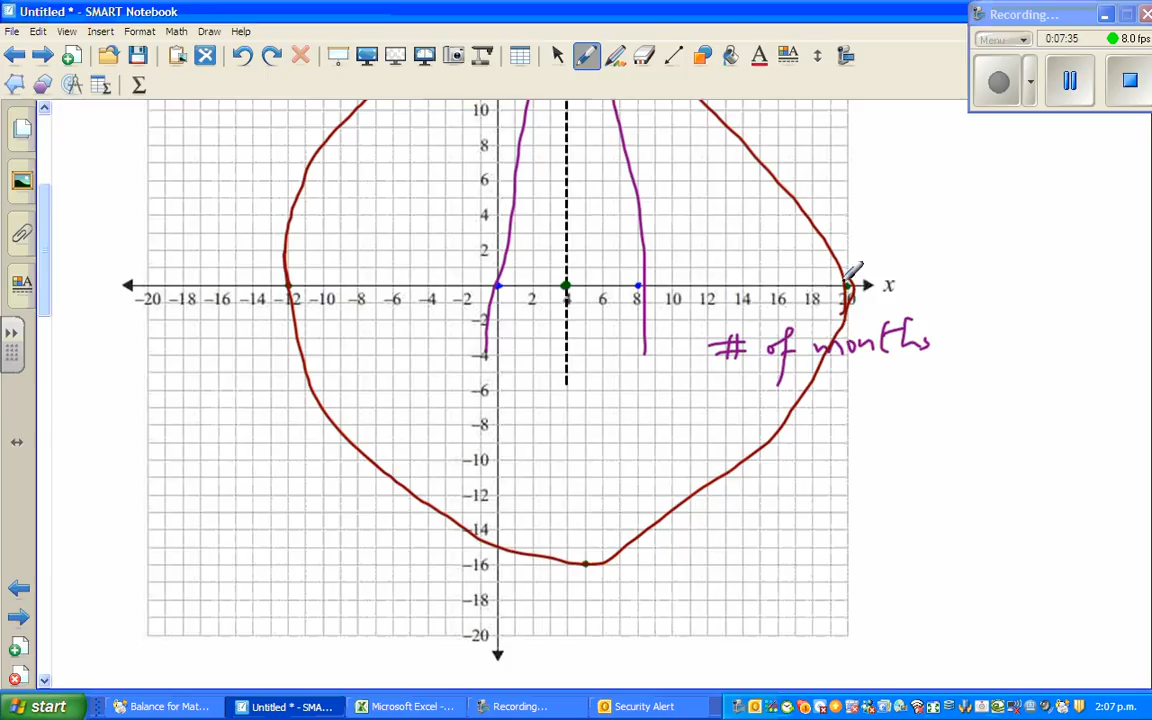 Untitled * - SMART Notebook
Recording...
File Edit View Insert Format Math Draw Help
Menu
0:07:35
8.0 fps
10
8
6
4
2
-20 -18 -16 -14 -12 -10 -8 -6 -4 -2 2 4 6 8 10 12 14 16 18 20
x
-2
# of months
-4
-6
-8
-10
-12
-14
-16
-18
-20
start
Balance for Mat...
Untitled * - SMA...
Microsoft Excel -...
Recording...
Security Alert
2:07 p.m.